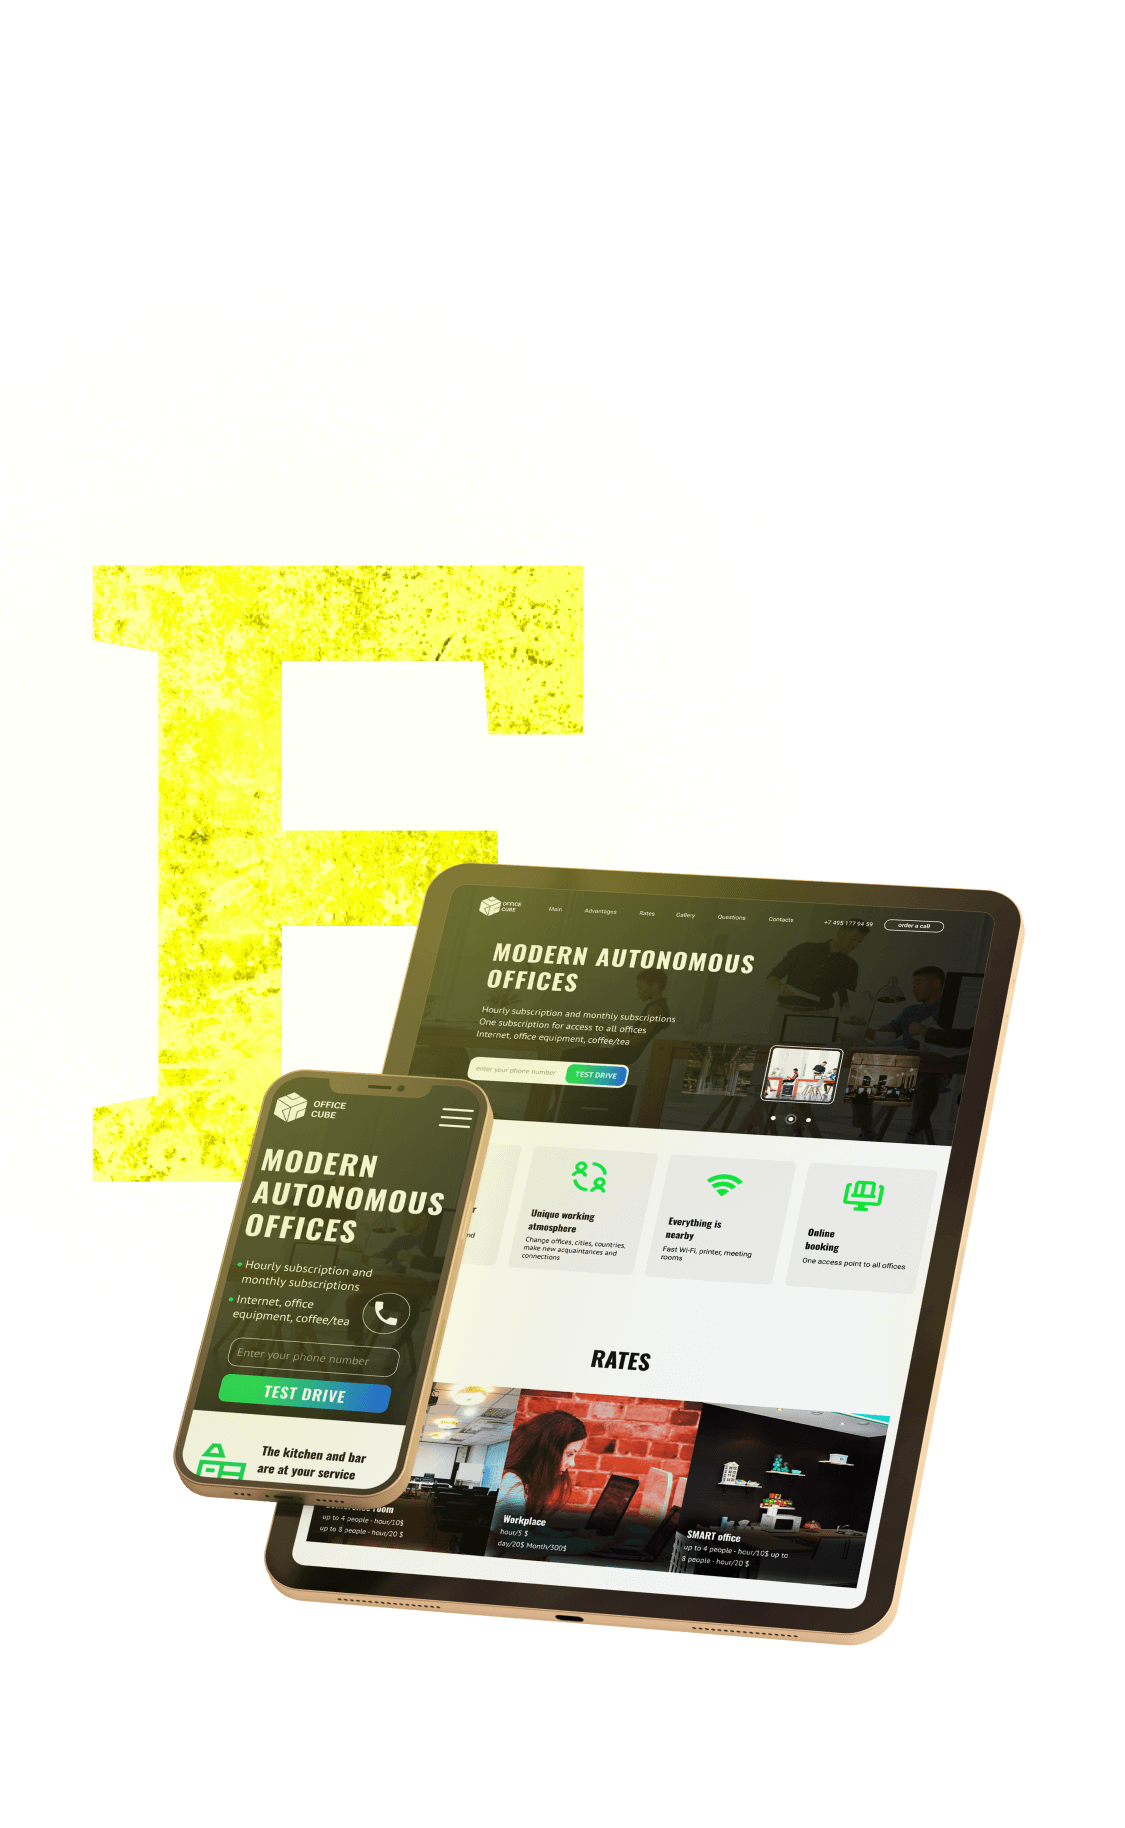 F
OFFICE
CUBE
Main
Advantages
Rates
Gallery
Questions
Contacts
+7 495 177 94 59
order a call
MODERN AUTONOMOUS
OFFICES
Hourly subscription and monthly subscriptions
One subscription for access to all offices
Internet, office equipment, coffee/tea
enter your phone number
TEST DRIVE
Unique working
atmosphere
Change offices, cities, countries,
make new acquaintances and
connections
Everything is
nearby
Fast Wi-Fi, printer, meeting
rooms
Online
booking
One access point to all offices
RATES
room
up to 4 people - hour/10$
up to 8 people - hour/20 $
Workplace
hour/5 $
day/20$ Month/300$
SMART office
up to 4 people - hour/10$ up to
8 people - hour/20 $
OFFICE
CUBE
MODERN
AUTONOMOUS
OFFICES
Hourly subscription and
monthly subscriptions
Internet, office
equipment, coffee/tea
Enter your phone number
TEST DRIVE
The kitchen and bar
are at your service